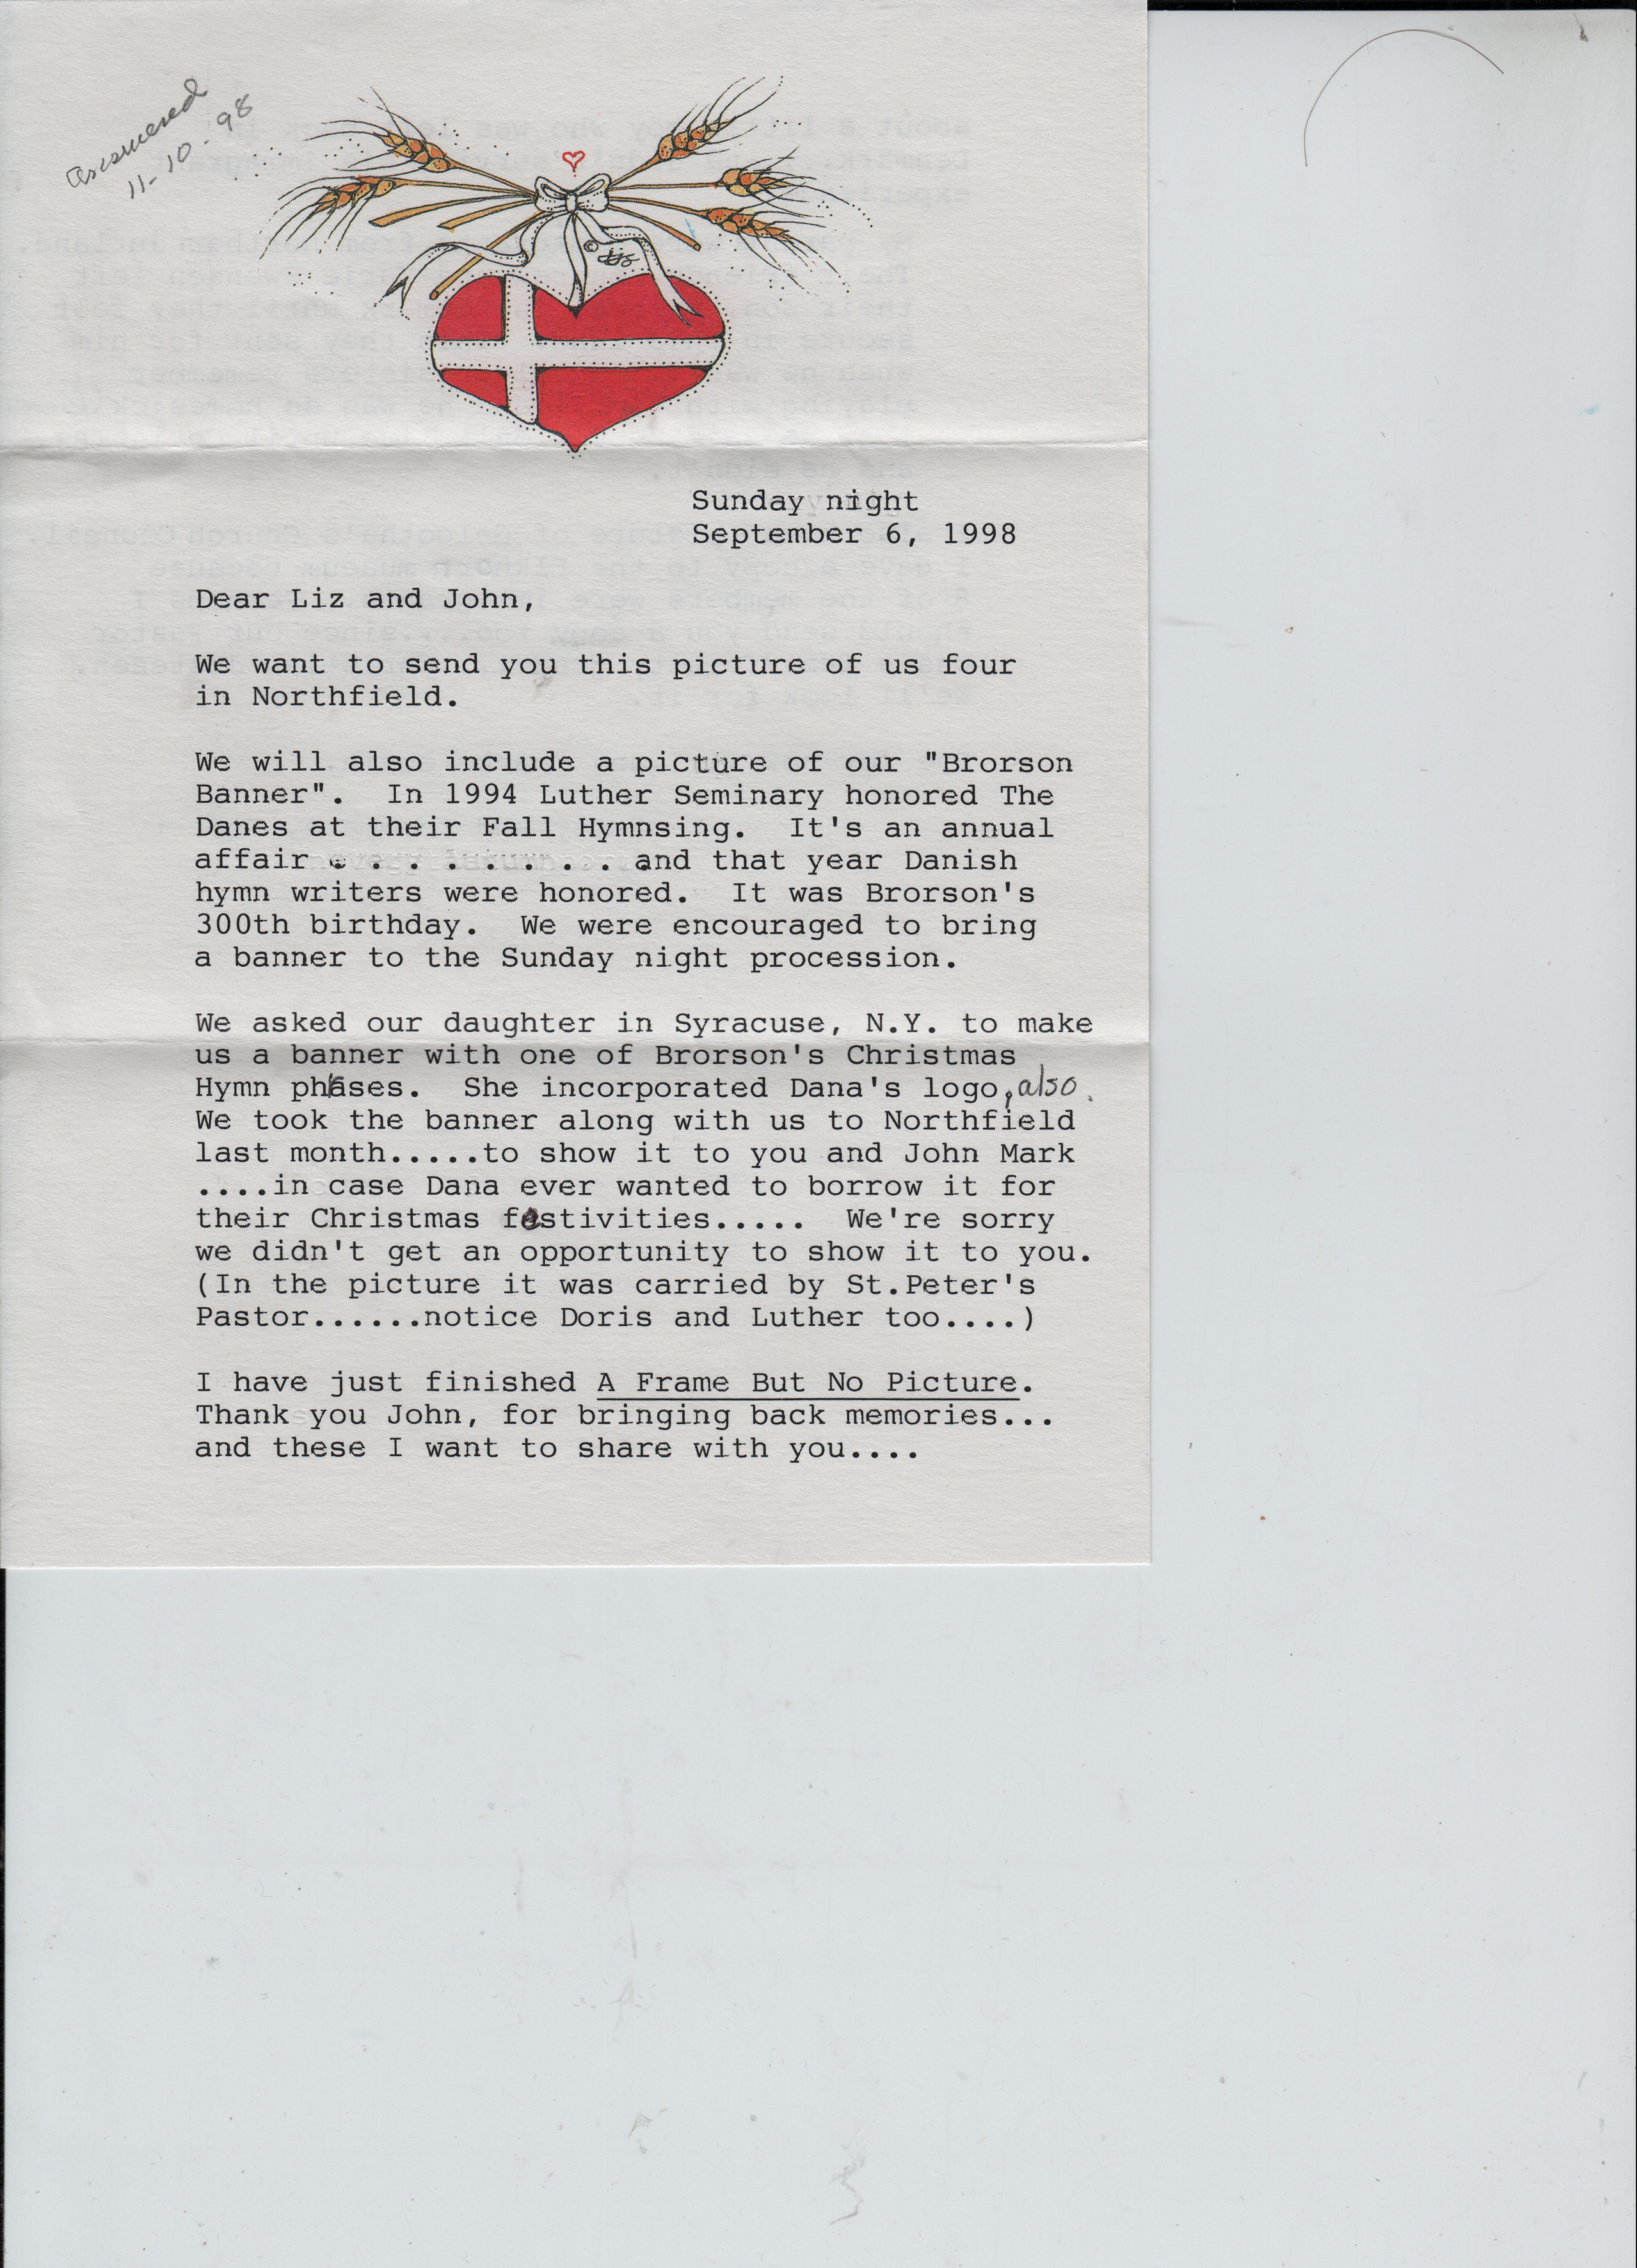 answered
11-10-98
Sunday night
September 6, 1998
Dear Liz and John,
We want to send you this picture of us four
in Northfield.
We will also include a picture of our "Brorson
Banner".  In 1994 Luther Seminary honored The
Danes at their Fall Hymnsing.  It's an annual
affair . . . . . . . . and that year Danish
hymn writers were honored.  It was Brorson's
300th birthday.  We were encouraged to bring
a banner to the Sunday night procession.
We asked our daughter in Syracuse, N.Y. to make
us a banner with one of Brorson's Christmas
Hymn phrases.  She incorporated Dana's logo, also.
We took the banner along with us to Northfield
last month.....to show it to you and John Mark
....in case Dana ever wanted to borrow it for
their Christmas festivities.....  We're sorry
we didn't get an opportunity to show it to you.
(In the picture it was carried by St.Peter's
Pastor......notice Doris and Luther too....)
I have just finished A Frame But No Picture.
Thank you John, for bringing back memories...
and these I want to share with you....